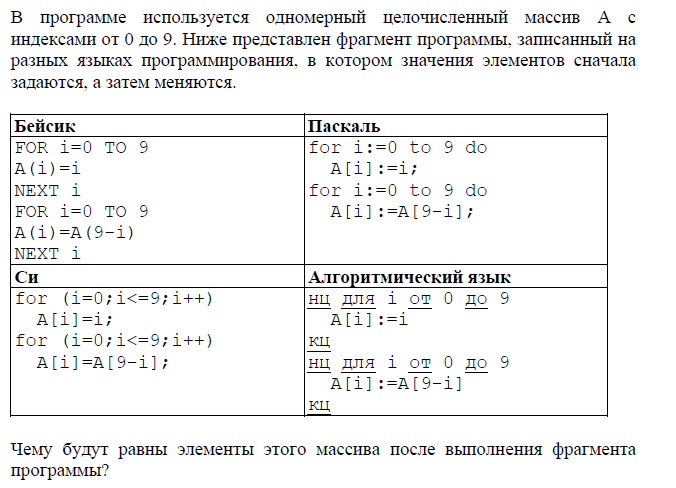 В программе используется одномерный целочисленный массив А с
индексами от 0 до 9. Ниже представлен фрагмент программы, записанный на
разных языках программирования, в котором значения элементов сначала
задаются, а затем меняются.
Бейсик
FOR i=0 TO 9
A(i)=i
NEXT i
FOR i=0 TO 9
A(i)=A(9-i)
NEXT i
Паскаль
for i:=0 to 9 do
A[i]:=i;
for i:=0 to 9 do
A[i]:=A[9-i];
Си
for (i=0;i<=9;i++)
A[i]=i;
for (i=0;i<=9;i++)
A[i]=A[9-i];
Алгоритмический язык
нц для i от 0 до 9
A[i]:=i
кц
нц для i от 0 до 9
A[i]:=A[9-i]
кц
Чему будут равны элементы этого массива после выполнения фрагмента
программы?